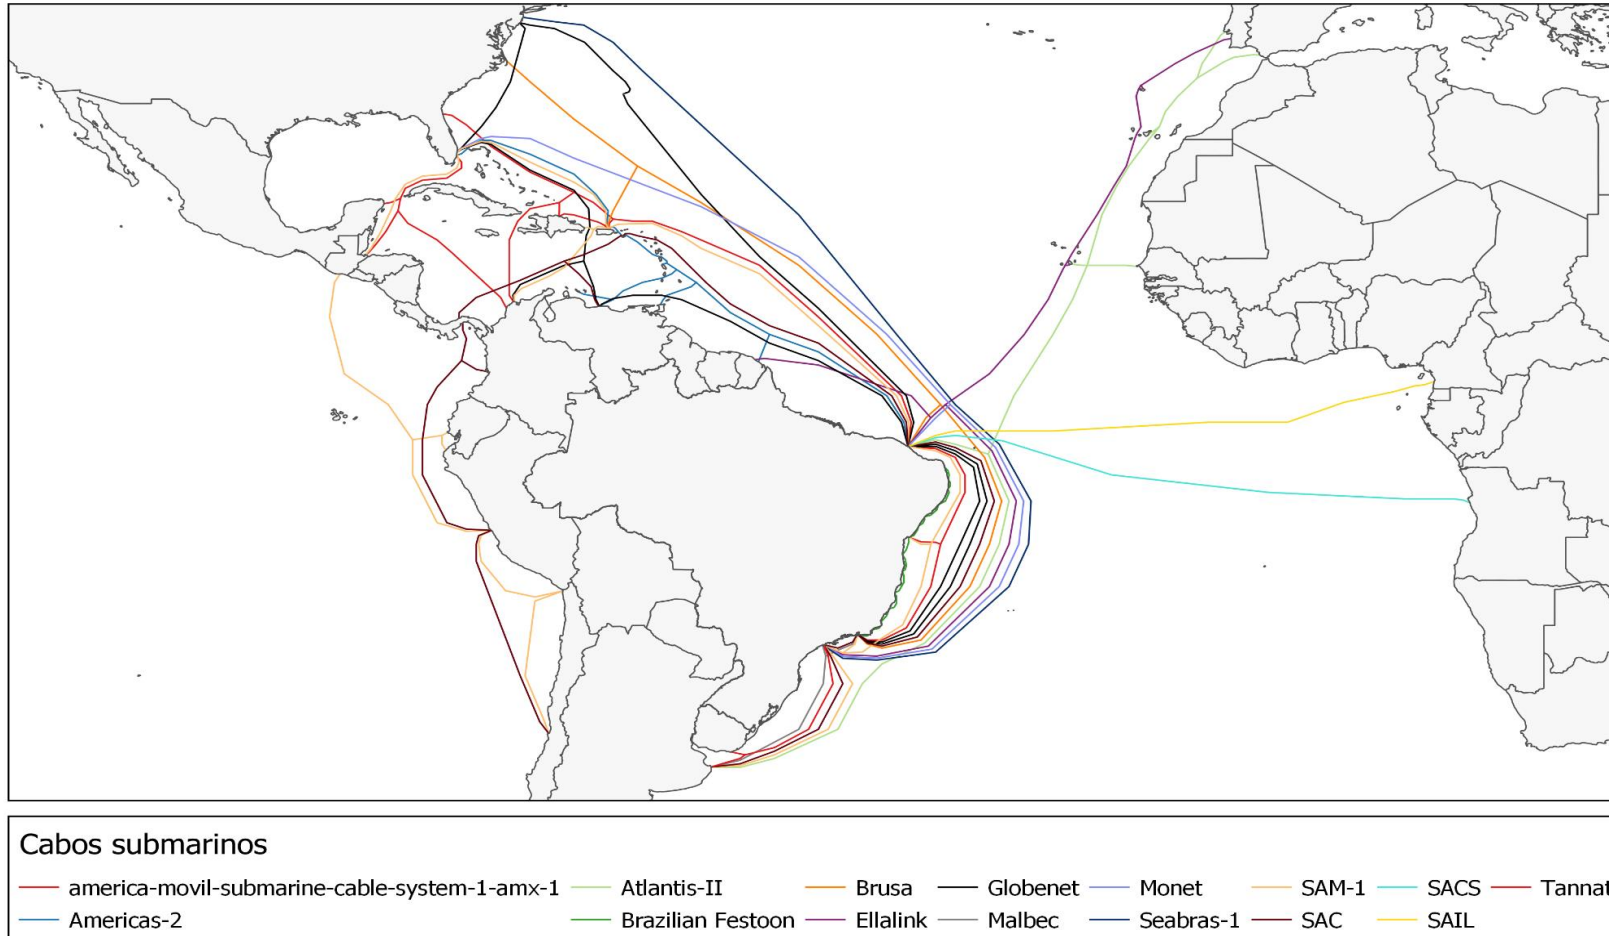 Cabos submarinos
america-movil-submarine-cable-system-1-amx-1 Atlantis-II Brusa Globenet Monet SAM-1 SACS Tannat
Americas-2 Brazilian Festoon Ellalink Malbec Seabras-1 SAC SAIL